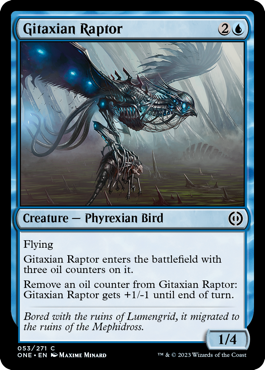 Gitaxian Raptor 2
Creature — Phyrexian Bird
Flying
Gitaxian Raptor enters the battlefield with
three oil counters on it.
Remove an oil counter from Gitaxian Raptor:
Gitaxian Raptor gets +1/-1 until end of turn.
Bored with the ruins of Lumengrid, it migrated to
the ruins of the Mephidross.
1/4
053/271 C
ONE • EN MAXIME MINARD
™ & © 2023 Wizards of the Coast